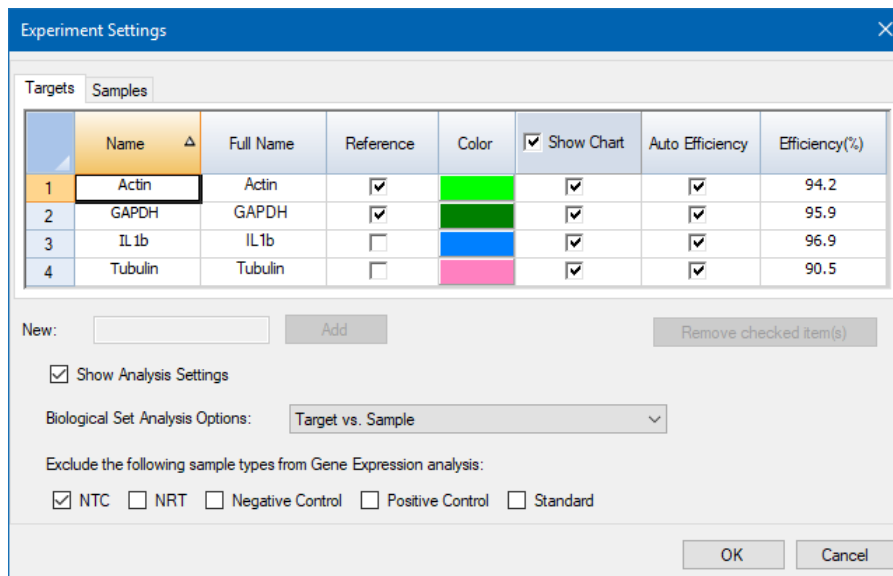 Experiment Settings
Targets Samples
Name Full Name Reference Color Show Chart Auto Efficiency Efficiency(%)
1 Actin Actin 94.2
2 GAPDH GAPDH 95.9
3 IL1b IL1b 96.9
4 Tubulin Tubulin 90.5
New: Add Remove checked item(s)
Show Analysis Settings
Biological Set Analysis Options: Target vs. Sample
Exclude the following sample types from Gene Expression analysis:
NTC NRT Negative Control Positive Control Standard
OK Cancel